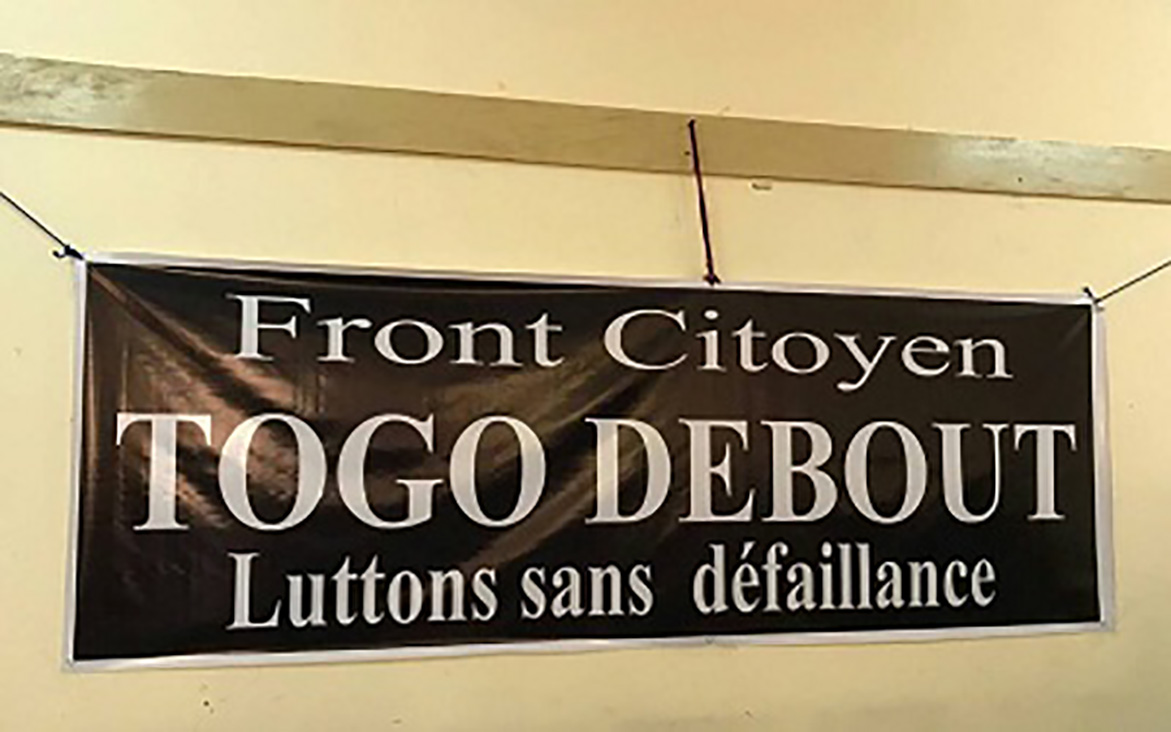 Front Citoyen
TOGO DEBOUT
Luttons sans défaillance